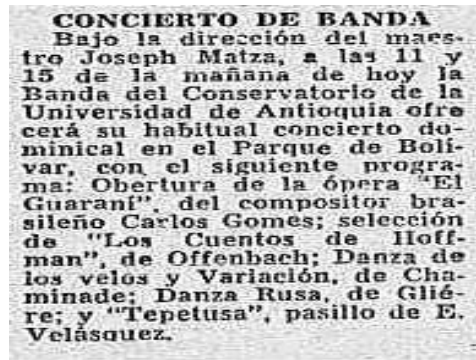 CONCIERTO DE BANDA
Bajo la dirección del maes-
tro Joseph Matza, a las 11 y
15 de la mañana de hoy la
Banda del Conservatorio de la
Universidad de Antioquia ofre
cerá su habitual concierto do-
minical en el Parque de Bolí-
var, con el siguiente progra-
ma: Obertura de la ópera "El
Guaraní", del compositor bra-
sileño Carlos Gomes; selección
de "Los Cuentos de Hoff-
man", de Offenbach; Danza de
los velos y Variación, de Cha-
minade; Danza Rusa, de Glié-
re; y "Tepetusa", pasillo de E.
Velásquez.